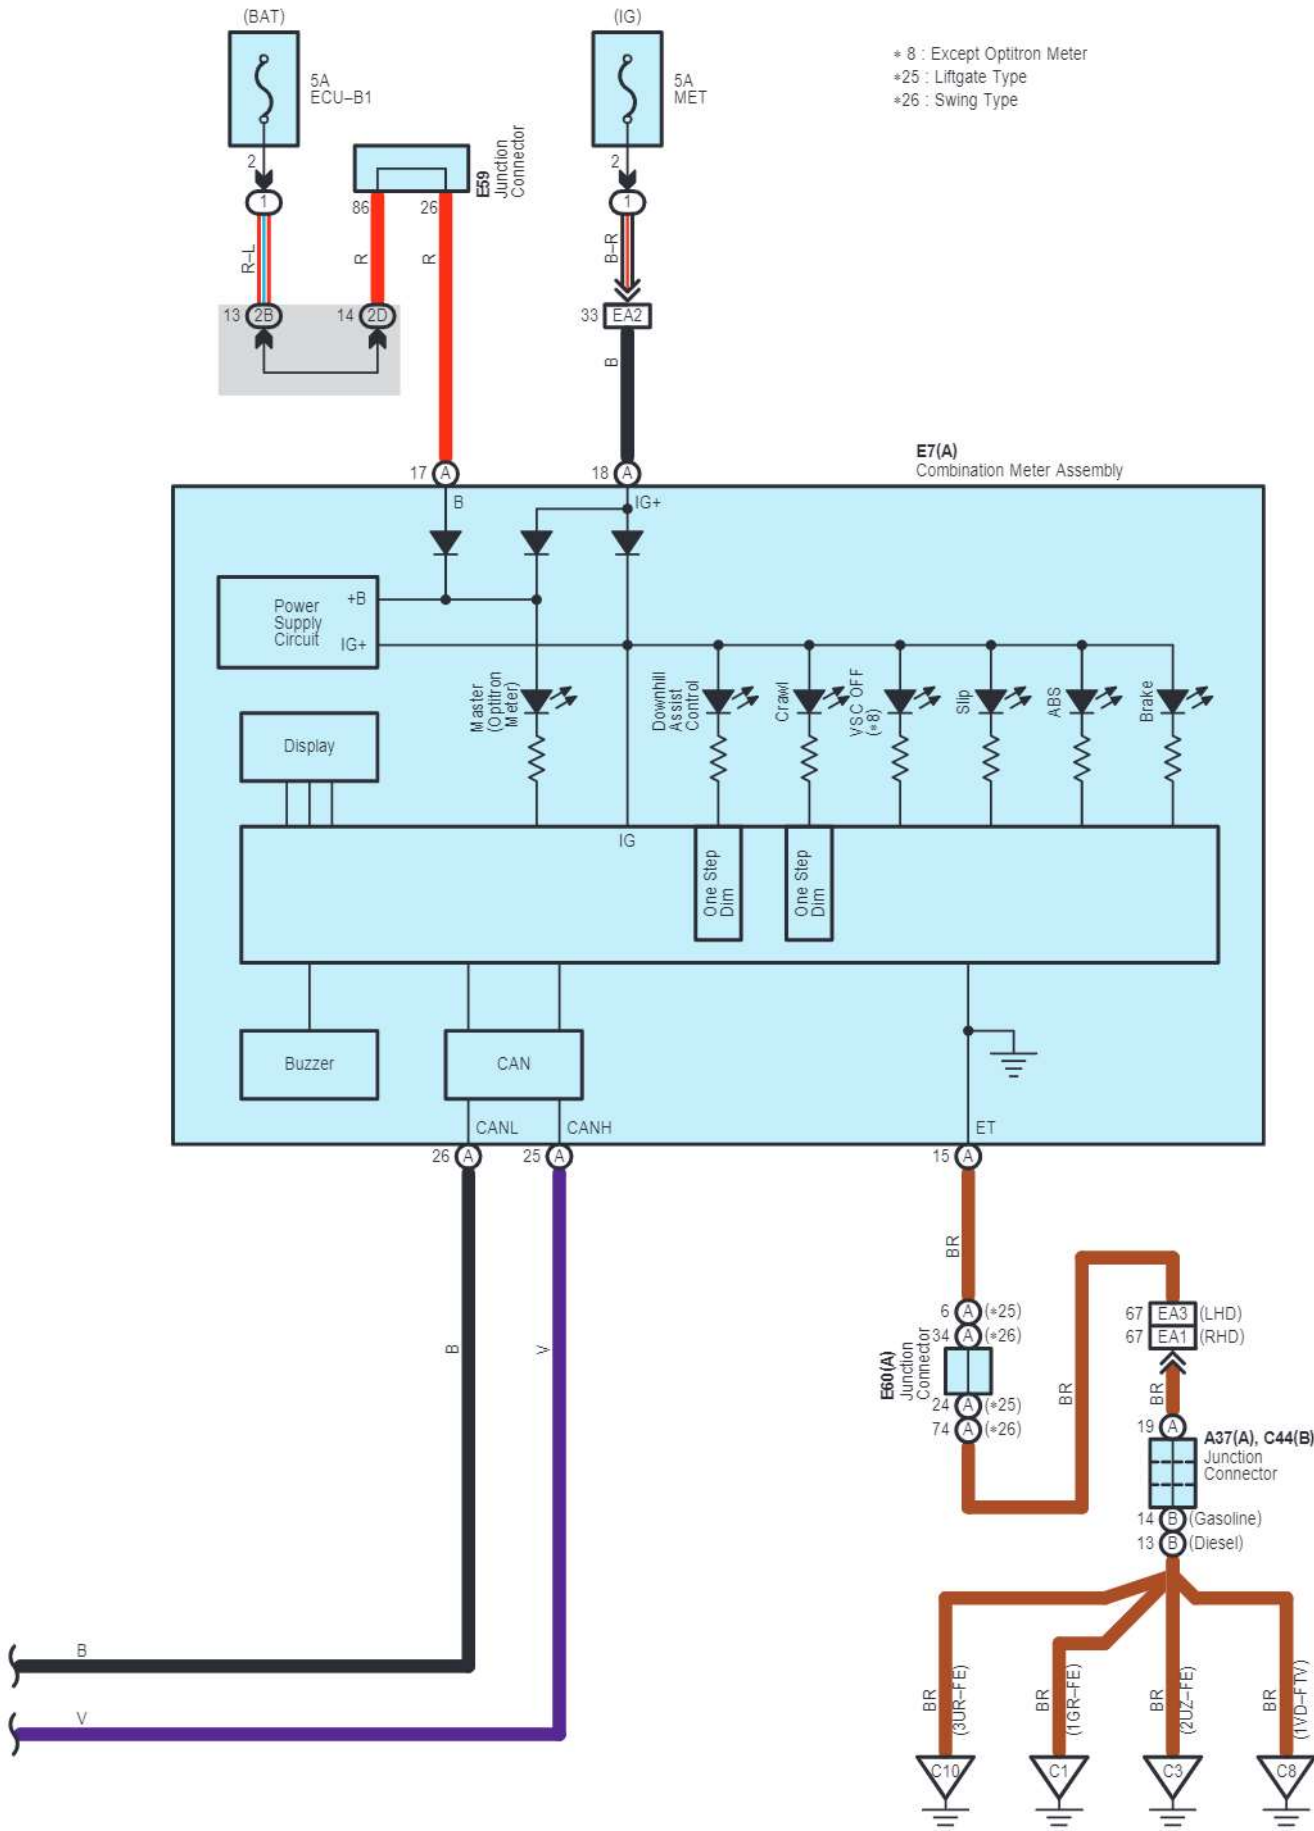 (BAT)
(IG)
∗ 8 : Except Optitron Meter
∗25 : Liftgate Type
∗26 : Swing Type
5A
ECU–B1
5A
MET
2
2
1
1
E59
Junction
Connector
86
26
R–L
R
R
B–R
13
2B
14
2D
33
EA2
B
17
A
18
A
E7(A)
Combination Meter Assembly
B
IG+
Power
Supply
Circuit
+B
IG+
Master
(Optitron
Meter)
Downhill
Assist
Control
Crawl
VSC OFF
(∗8)
Slip
ABS
Brake
Display
IG
One Step
Dim
One Step
Dim
Buzzer
CAN
CANL
CANH
ET
26
A
25
A
15
A
BR
6
A
(∗25)
34
A
(∗26)
E60(A)
Junction
Connector
24
A
(∗25)
74
A
(∗26)
BR
67
EA3
(LHD)
67
EA1
(RHD)
BR
19
A
A37(A), C44(B)
Junction
Connector
14
B
(Gasoline)
13
B
(Diesel)
B
V
B
V
BR
(3UR–FE)
BR
(1GR–FE)
BR
(2UZ–FE)
BR
(1VD–FTV)
C10
C1
C3
C8